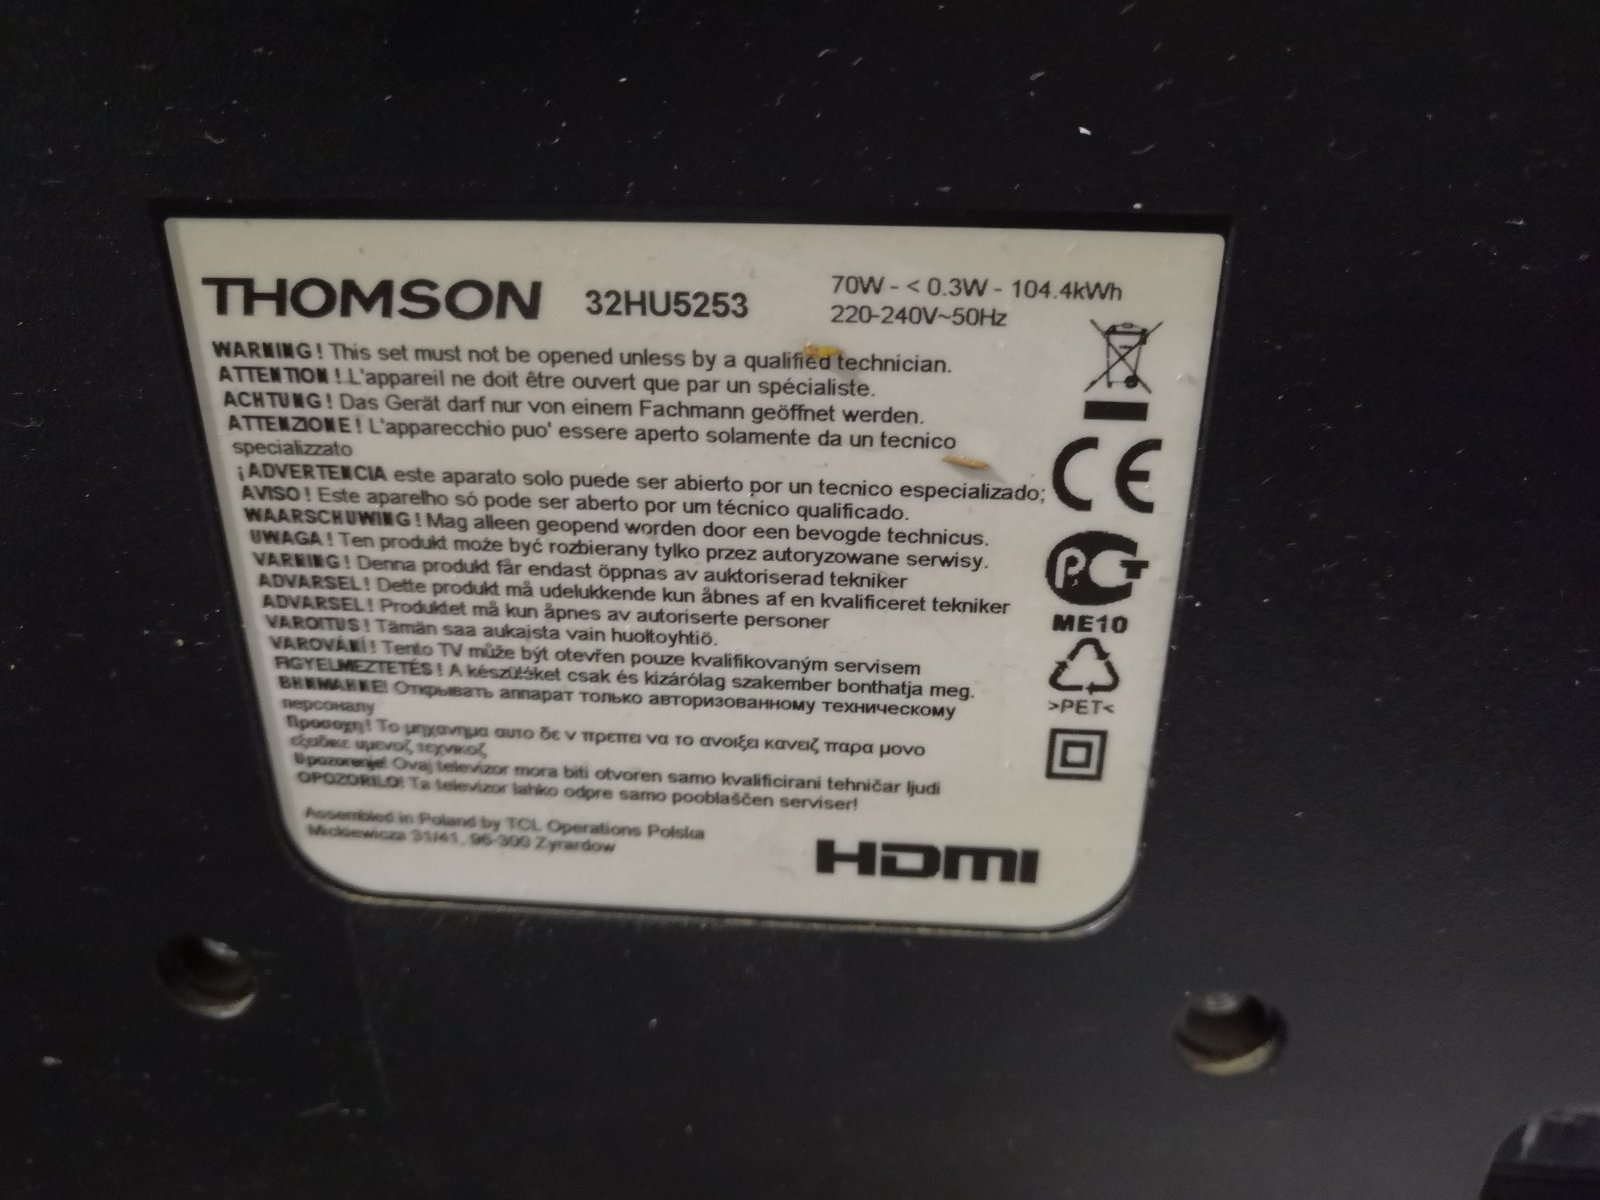 THOMSON 32HU5253 70W - < 0.3W - 104.4kWh
220-240V~50Hz
WARNING ! This set must not be opened unless by a qualified technician.
ATTENTION ! L'appareil ne doit être ouvert que par un spécialiste.
ACHTUNG ! Das Gerät darf nur von einem Fachmann geöffnet werden.
ATTENZIONE ! L'apparecchio puo' essere aperto solamente da un tecnico
specializzato
¡ADVERTENCIA este aparato solo puede ser abierto por un tecnico especializado;
AVISO ! Este aparelho só pode ser aberto por um técnico qualificado.
WAARSCHUWING ! Mag alleen geopend worden door een bevogde technicus.
UWAGA ! Ten produkt może być rozbierany tylko przez autoryzowane serwisy.
VARNING ! Denna produkt får endast öppnas av auktoriserad tekniker
ADVARSEL ! Dette produkt må udelukkende kun åbnes af en kvalificeret tekniker
ADVARSEL ! Produktet må kun åpnes av autoriserte personer
VAROITUS ! Tämän saa aukaista vain huoltoyhtiö.
VAROVÁNÍ ! Tento TV může být otevřen pouze kvalifikovaným servisem
FIGYELMEZTETÉS ! A készüléket csak és kizárólag szakember bonthatja meg.
ВНИМАНИЕ! Открывать аппарат только авторизованному техническому
персоналу
Προσοχη! Το μηχανημα αυτο δε ν πρεπει να το ανοιξει κανειζ παρα μονο
εξειδικε υμενοζ τεχνικοζ
Upozorenje! Ovaj televizor mora biti otvoren samo kvalificirani tehničar ljudi
OPOZORILO! Ta televizor lahko odpre samo pooblaščen serviser!
Assembled in Poland by TCL Operations Polska
Mickiewicza 31/41, 96-300 Zyrardow
CE
PCT
ME10
>PET<
HDMI